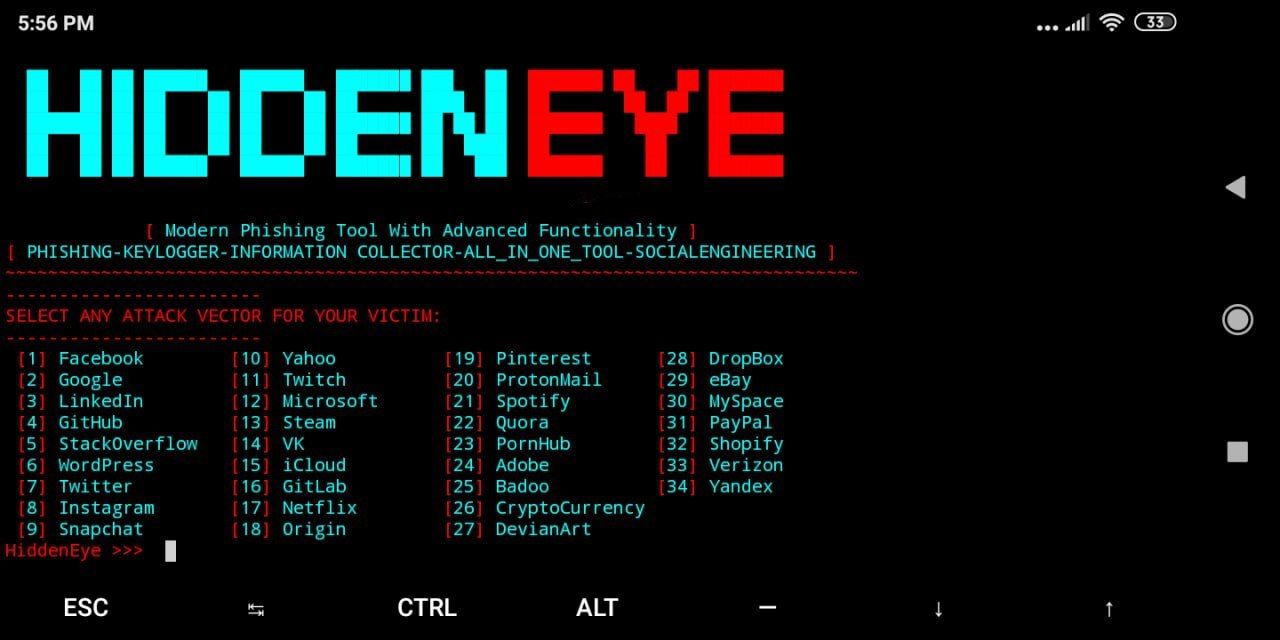 5:56 PM
33
HIDDEN EYE
[ Modern Phishing Tool With Advanced Functionality ]
[ PHISHING-KEYLOGGER-INFORMATION COLLECTOR-ALL_IN_ONE_TOOL-SOCIALENGINEERING ]
~~~~~~~~~~~~~~~~~~~~~~~~~~~~~~~~~~~~~~~~~~~~~~~~~~~~~~~~~~~~~~~~~~~~~~~~~~~~~~~~
------------------------
SELECT ANY ATTACK VECTOR FOR YOUR VICTIM:
------------------------
[1] Facebook [10] Yahoo [19] Pinterest [28] DropBox
[2] Google [11] Twitch [20] ProtonMail [29] eBay
[3] LinkedIn [12] Microsoft [21] Spotify [30] MySpace
[4] GitHub [13] Steam [22] Quora [31] PayPal
[5] StackOverflow [14] VK [23] PornHub [32] Shopify
[6] WordPress [15] iCloud [24] Adobe [33] Verizon
[7] Twitter [16] GitLab [25] Badoo [34] Yandex
[8] Instagram [17] Netflix [26] CryptoCurrency
[9] Snapchat [18] Origin [27] DevianArt
HiddenEye >>>
ESC ↹ CTRL ALT — ↓ ↑